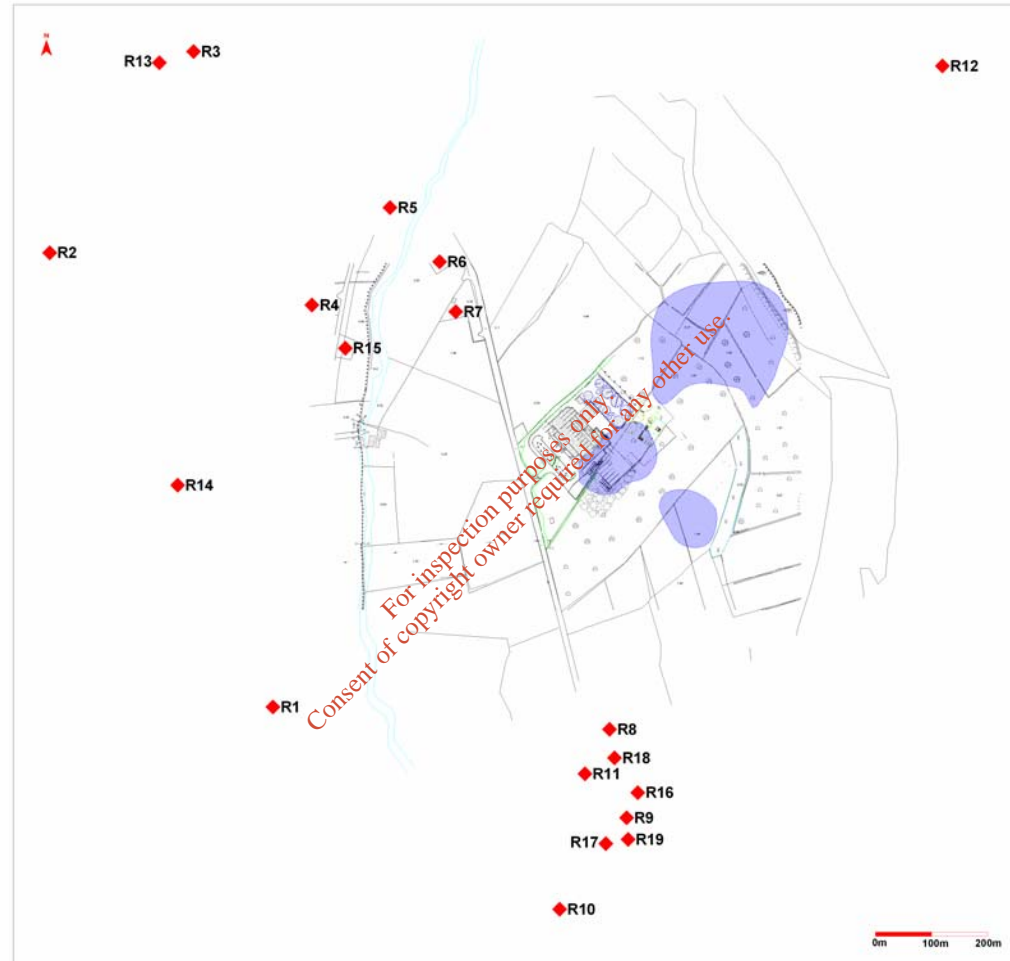 N
R3
R13
R12
R5
R2
R6
R4
R7
R15
R14
For inspection purposes only.
Consent of copyright owner required for any other use.
R1
R8
R18
R11
R16
R9
R17
R19
R10
0m 100m 200m